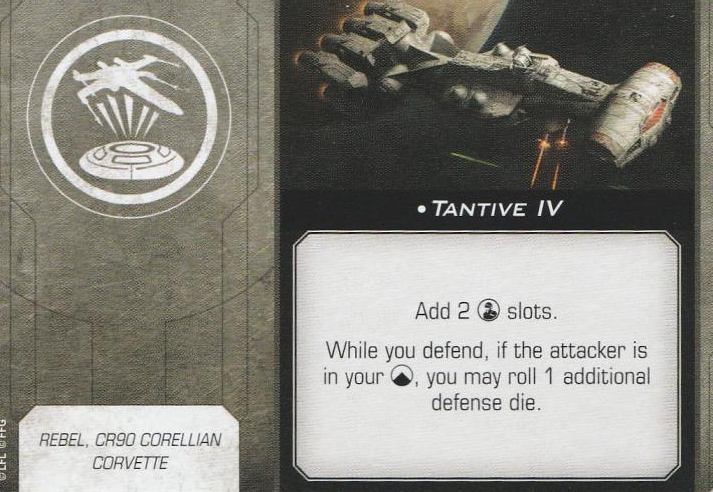 • TANTIVE IV
Add 2 slots.
While you defend, if the attacker is
in your , you may roll 1 additional
defense die.
REBEL, CR90 CORELLIAN
CORVETTE
©LFL ©FFG